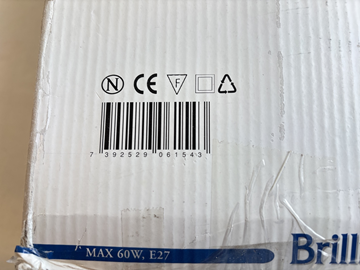 N CE F
7 392529 061543
MAX 60W, E27
Brill